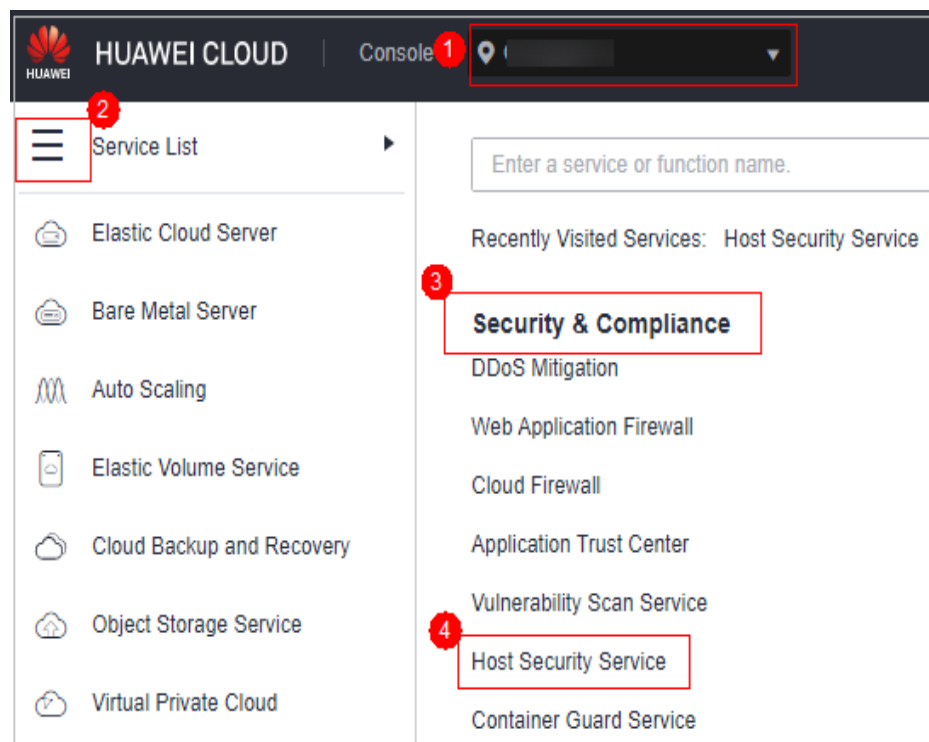 HUAWEI
HUAWEI CLOUD
Console
1
2
Service List
Elastic Cloud Server
Bare Metal Server
Auto Scaling
Elastic Volume Service
Cloud Backup and Recovery
Object Storage Service
Virtual Private Cloud
Enter a service or function name.
Recently Visited Services: Host Security Service
3
Security & Compliance
DDoS Mitigation
Web Application Firewall
Cloud Firewall
Application Trust Center
Vulnerability Scan Service
4
Host Security Service
Container Guard Service